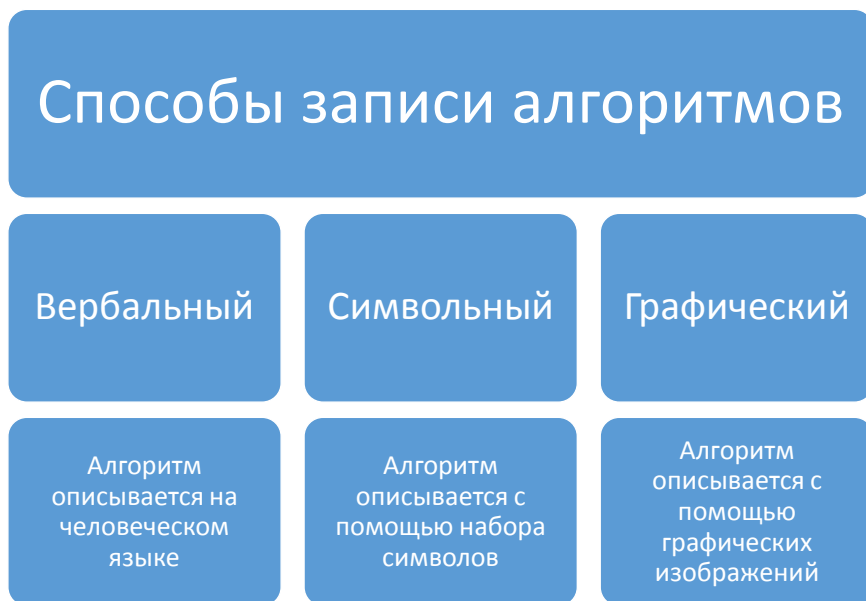 Способы записи алгоритмов
Вербальный
Символьный
Графический
Алгоритм
описывается на
человеческом
языке
Алгоритм
описывается с
помощью набора
символов
Алгоритм
описывается с
помощью
графических
изображений